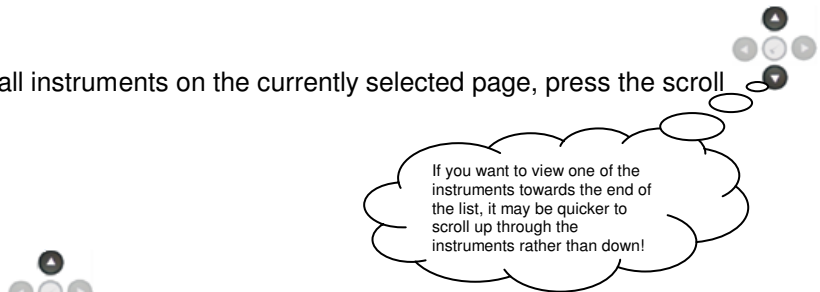 all instruments on the currently selected page, press the scroll
If you want to view one of the
instruments towards the end of
the list, it may be quicker to
scroll up through the
instruments rather than down!